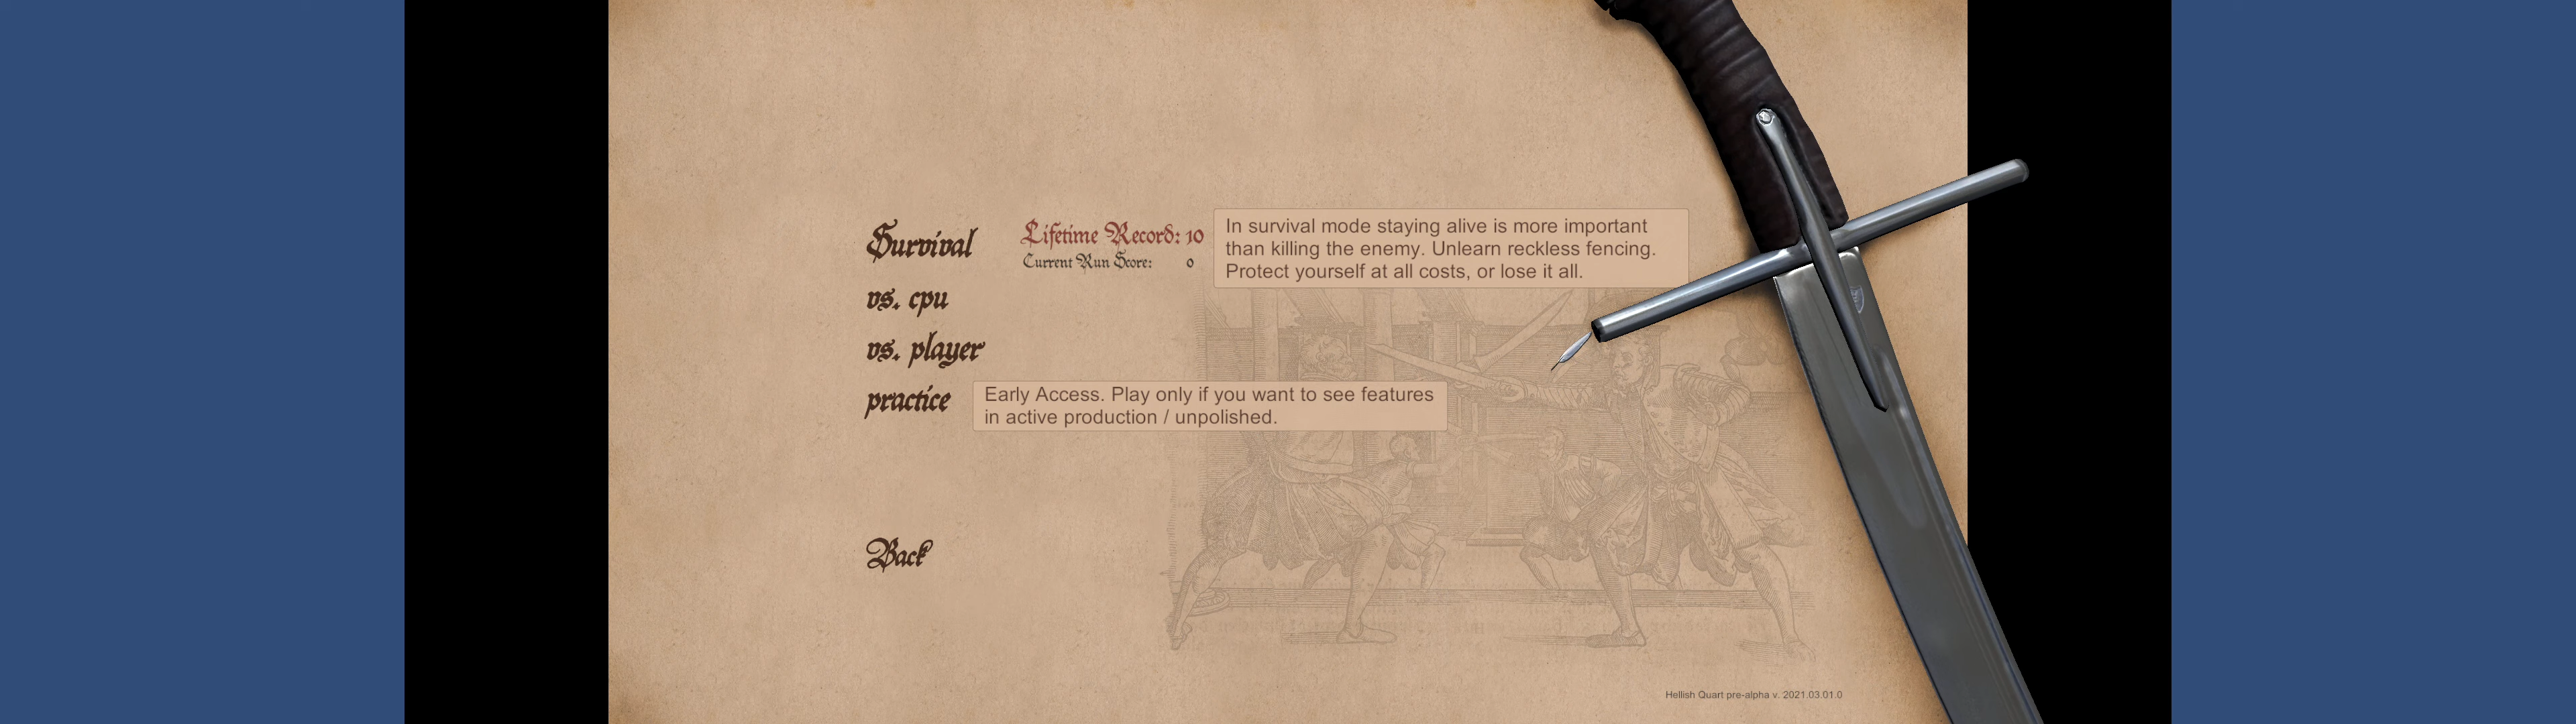 Survival
Lifetime Record: 10
Current Run Score: 0
In survival mode staying alive is more important
than killing the enemy. Unlearn reckless fencing.
Protect yourself at all costs, or lose it all.
vs. cpu
vs. player
practice
Early Access. Play only if you want to see features
in active production / unpolished.
Back
Hellish Quart pre-alpha v. 2021.03.01.0